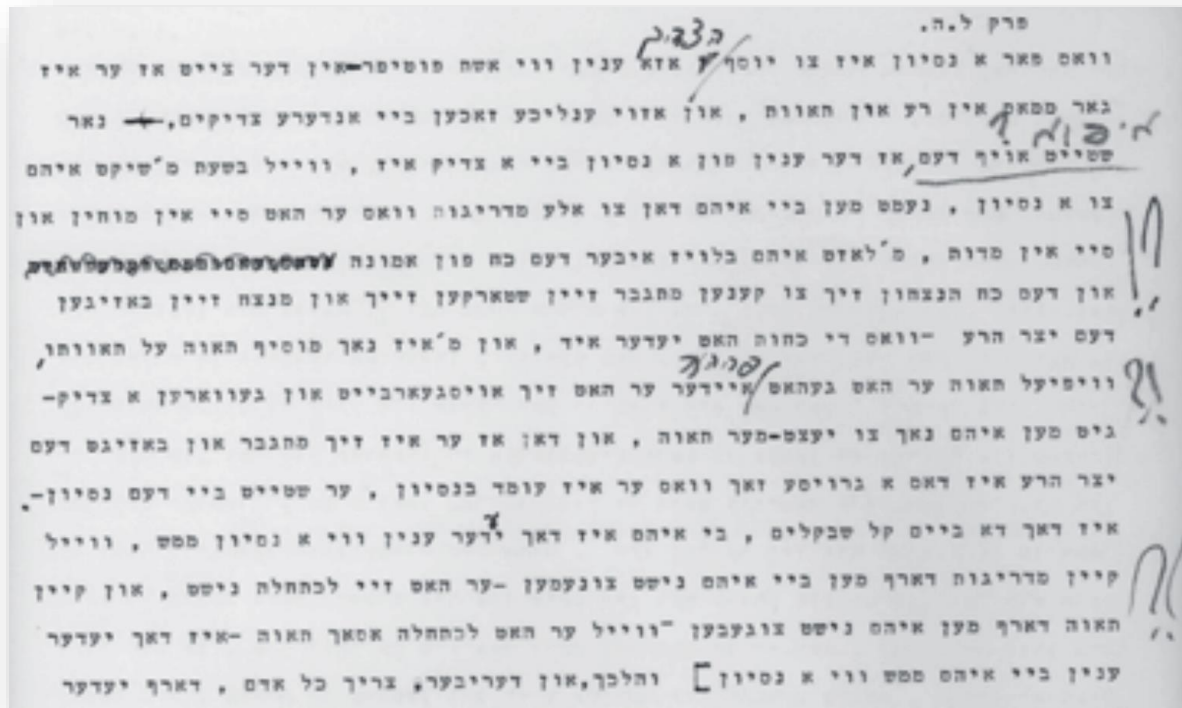 פרק ל.ה.
הצדיק
וואס פאר א נסיון איז צו יוסף אזא ענין ווי אשת פוטיפר-אין דער צייט אז ער איז
גאר ממאס אין רע און תאוות , און אזוי ענליכע זאכען ביי אנדערע צדיקים, נאר
שטייט אויף דעם, אז דער ענין פון א נסיון ביי א צדיק איז , ווייל בשעת מ'שיקט איהם
צו א נסיון , נעמט מען ביי איהם דאן צו אלע מדריגות וואס ער האט סיי אין מוחין און
סיי אין מדות , מ'לאזט איהם בלויז איבער דעם כח פון אמונה
און דעם כח הנצחון זיך צו קענען מתגבר זיין שטארקען זייך און מנצח זיין באזיגען
דעם יצר הרע -וואס די כחות האט יעדער איד , און מ'איז נאך מוסיף תאוה על תאוותו,
וויפיעל תאוה ער האט געהאט איידער ער האט זיך אויסגעארבייט און געווארען א צדיק-
גיט מען איהם נאך צו יעצט-מער תאוה , און דאן אז ער איז זיך מתגבר און באזיגט דעם
יצר הרע איז דאס א גרויסע זאך וואס ער איז עומד בנסיון , ער שטייט ביי דעם נסיון-.
איז דאך דא ביים קל שבקלים , בי איהם איז דאך יעדער ענין ווי א נסיון ממש , ווייל
קיין מדריגות דארף מען ביי איהם נישט צונעמען -ער האט זיי לכתחלה נישט , און קיין
תאוה דארף מען איהם נישט צוגעבען -ווייל ער האט לכתחלה אסאך תאוה -איז דאך יעדער
ענין ביי איהם ממש ווי א נסיון [ והלכך,און דעריבער, צריך כל אדם , דארף יעדער